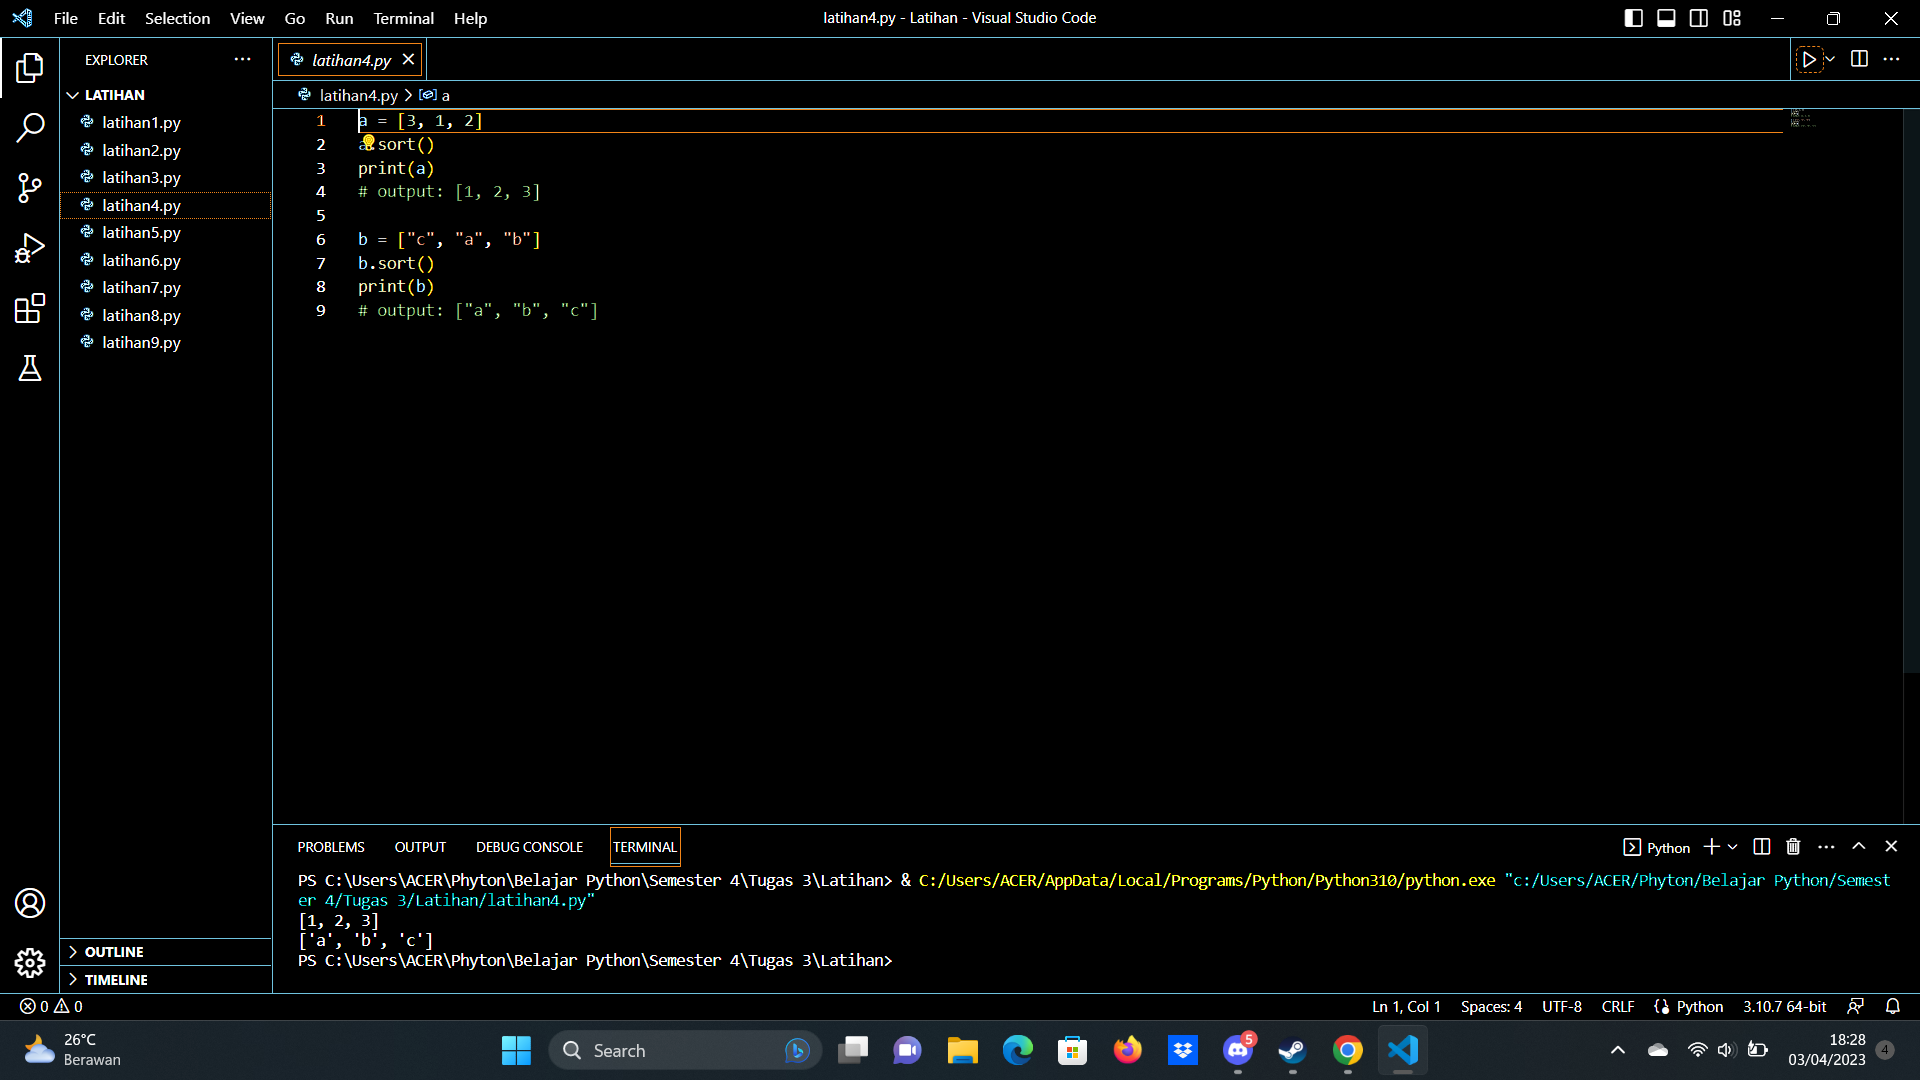 File Edit Selection View Go Run Terminal Help
latihan4.py - Latihan - Visual Studio Code
EXPLORER
LATIHAN
latihan1.py
latihan2.py
latihan3.py
latihan4.py
latihan5.py
latihan6.py
latihan7.py
latihan8.py
latihan9.py
OUTLINE
TIMELINE
latihan4.py
latihan4.py > a
1 a = [3, 1, 2]
2 a.sort()
3 print(a)
4 # output: [1, 2, 3]
5
6 b = ["c", "a", "b"]
7 b.sort()
8 print(b)
9 # output: ["a", "b", "c"]
PROBLEMS OUTPUT DEBUG CONSOLE TERMINAL
Python
PS C:\Users\ACER\Phyton\Belajar Python\Semester 4\Tugas 3\Latihan> & C:/Users/ACER/AppData/Local/Programs/Python/Python310/python.exe "c:/Users/ACER/Phyton/Belajar Python/Semest
er 4/Tugas 3/Latihan/latihan4.py"
[1, 2, 3]
['a', 'b', 'c']
PS C:\Users\ACER\Phyton\Belajar Python\Semester 4\Tugas 3\Latihan>
0 0
Ln 1, Col 1 Spaces: 4 UTF-8 CRLF Python 3.10.7 64-bit
26°C
Berawan
Search
5
18:28
03/04/2023
4